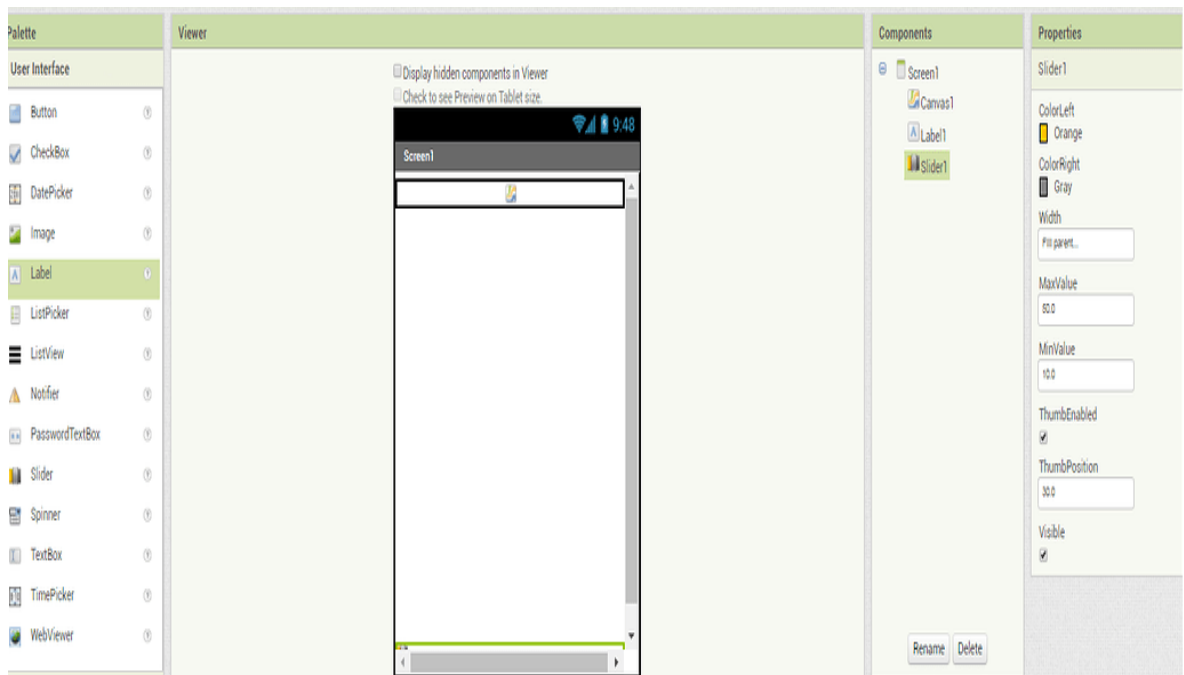 Palette
User Interface
Button
CheckBox
DatePicker
Image
Label
ListPicker
ListView
Notifier
PasswordTextBox
Slider
Spinner
TextBox
TimePicker
WebViewer
Viewer
Display hidden components in Viewer
Check to see Preview on Tablet size.
9:48
Screen1
Components
Screen1
Canvas1
Label1
Slider1
Rename Delete
Properties
Slider1
ColorLeft
Orange
ColorRight
Gray
Width
Fill parent...
MaxValue
50.0
MinValue
10.0
ThumbEnabled
ThumbPosition
30.0
Visible